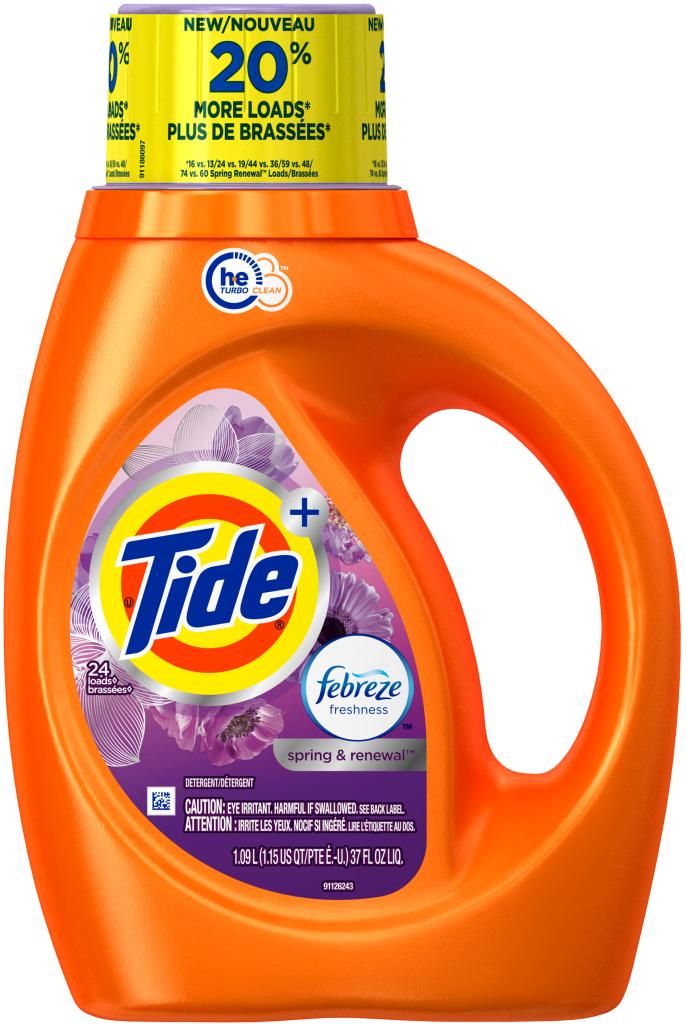 NEW/NOUVEAU
20%
MORE LOADS*
PLUS DE BRASSÉES*
*16 vs. 13/24 vs. 19/44 vs. 36/59 vs. 48/
74 vs. 60 Spring Renewal™ Loads/Brassées
91186097
he™
TURBO CLEAN
+
Tide®
24
loads◊
brassées◊
febreze
freshness
™
spring & renewal™
DETERGENT/DÉTERGENT
CAUTION: EYE IRRITANT. HARMFUL IF SWALLOWED. SEE BACK LABEL.
ATTENTION: IRRITE LES YEUX. NOCIF SI INGÉRÉ. LIRE L'ÉTIQUETTE AU DOS.
1.09 L (1.15 US QT/PTE É.-U.) 37 FL OZ LIQ.
91126243